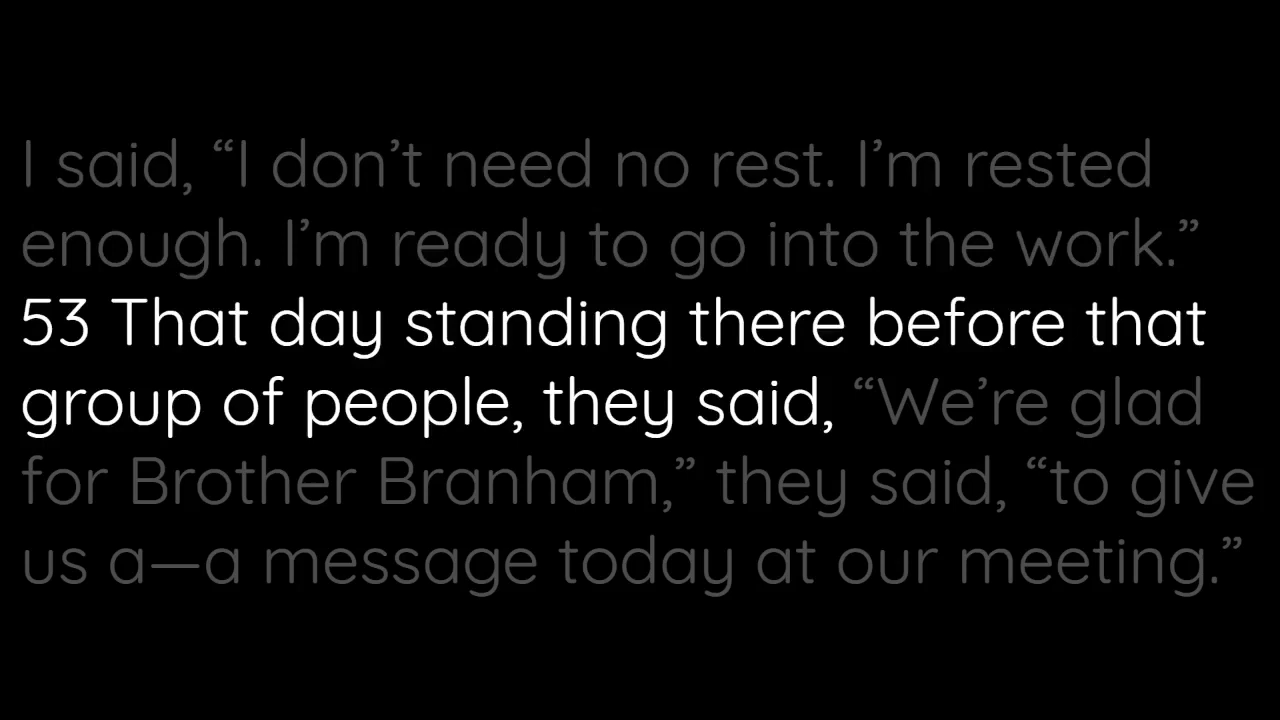 I said, “I don’t need no rest. I’m rested
enough. I’m ready to go into the work.”
53 That day standing there before that
group of people, they said, “We’re glad
for Brother Branham,” they said, “to give
us a—a message today at our meeting.”